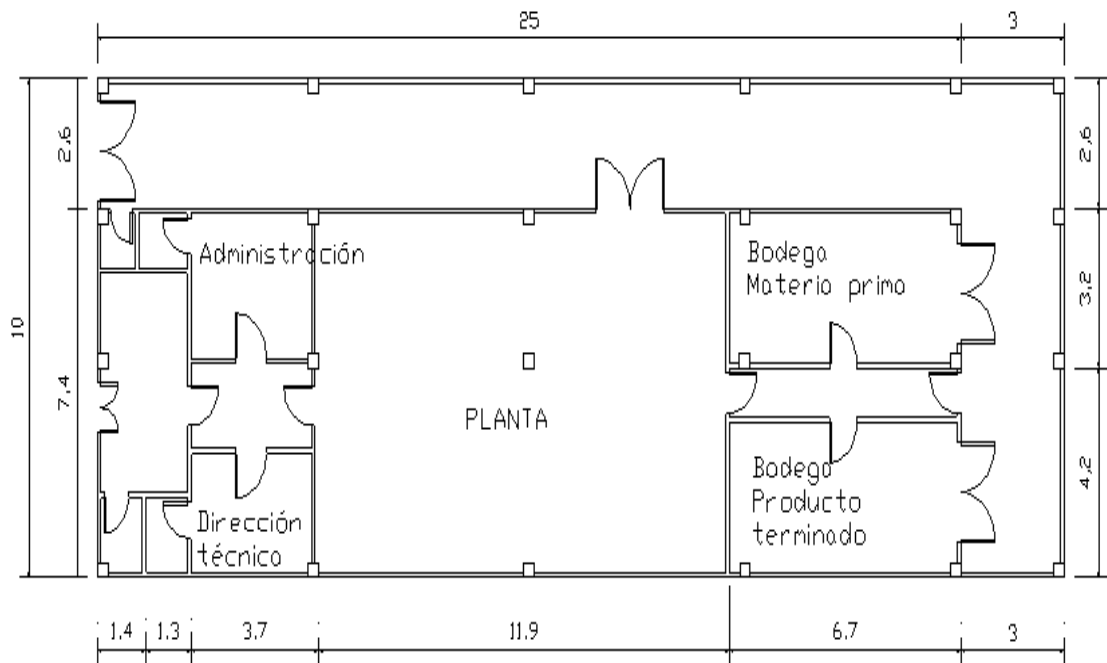 25
3
2,6
2,6
Administración
Bodega
Materia prima
3,2
10
7,4
PLANTA
4,2
Bodega
Producto
terminado
Dirección
técnica
1.4
1.3
3.7
11.9
6.7
3